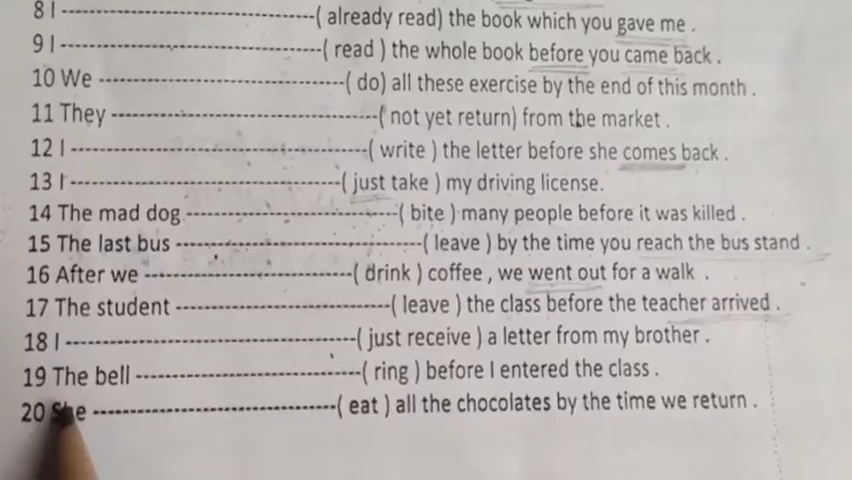 8 I ------------------------------( already read) the book which you gave me .
9 I -------------------------------( read ) the whole book before you came back .
10 We -----------------------------( do) all these exercise by the end of this month .
11 They --------------------------------( not yet return) from the market .
12 I ------------------------------------( write ) the letter before she comes back .
13 I ---------------------------------( just take ) my driving license.
14 The mad dog --------------------------( bite ) many people before it was killed .
15 The last bus ------------------------------( leave ) by the time you reach the bus stand .
16 After we -------------------------( drink ) coffee , we went out for a walk .
17 The student --------------------------( leave ) the class before the teacher arrived .
18 I -----------------------------------( just receive ) a letter from my brother .
19 The bell ---------------------------( ring ) before I entered the class .
20 She -----------------------------( eat ) all the chocolates by the time we return .